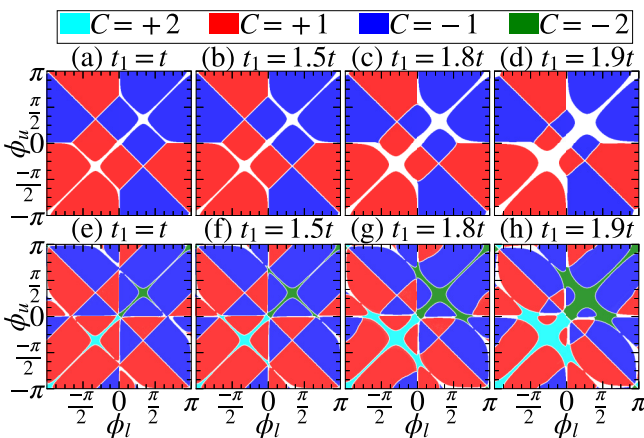 C = +2 C = +1 C = −1 C = −2
(a) t₁ = t (b) t₁ = 1.5t (c) t₁ = 1.8t (d) t₁ = 1.9t
π
π/2
ϕᵤ 0
−π/2
−π
(e) t₁ = t (f) t₁ = 1.5t (g) t₁ = 1.8t (h) t₁ = 1.9t
π
π/2
ϕᵤ 0
−π/2
−π
−π/2 0 π/2 π −π/2 0 π/2 π −π/2 0 π/2 π −π/2 0 π/2 π
ϕₗ ϕₗ ϕₗ ϕₗ